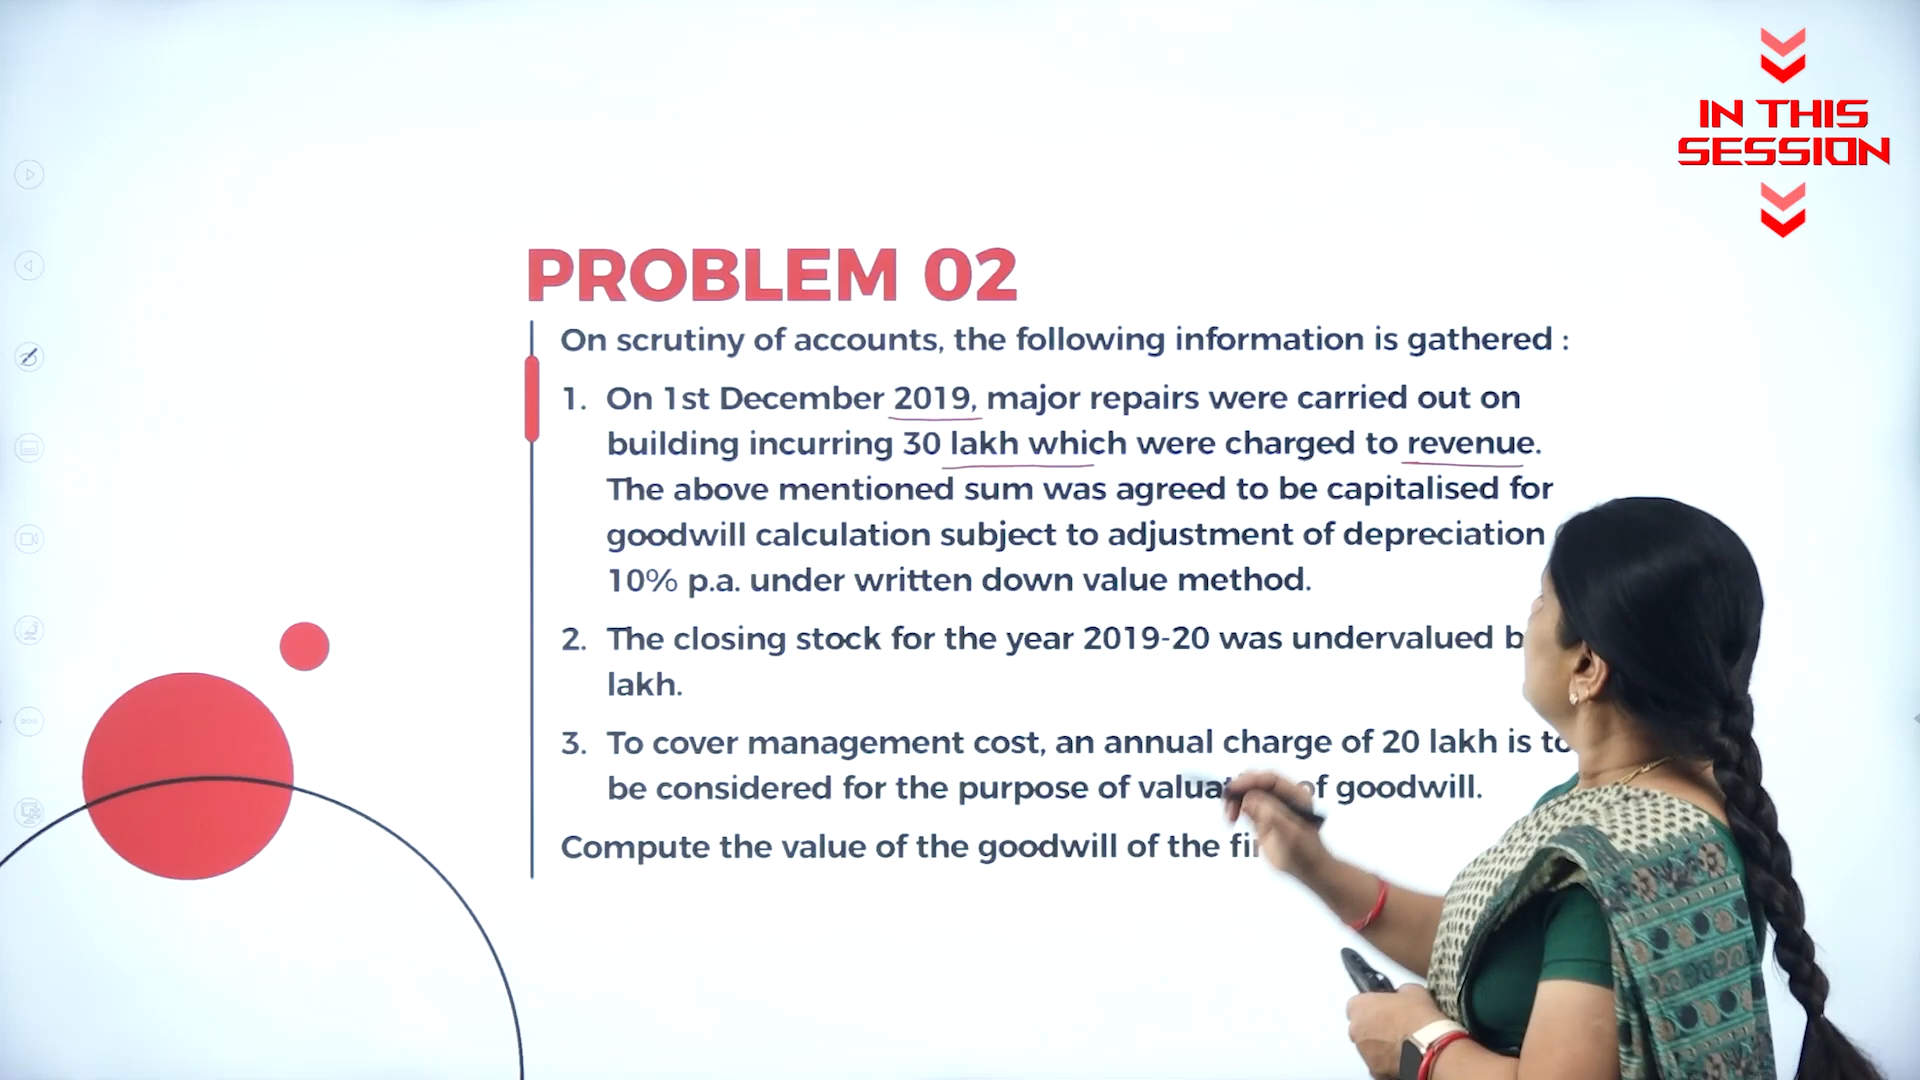 IN THIS
SESSION
PROBLEM 02
On scrutiny of accounts, the following information is gathered :
1. On 1st December 2019, major repairs were carried out on
building incurring 30 lakh which were charged to revenue.
The above mentioned sum was agreed to be capitalised for
goodwill calculation subject to adjustment of depreciation
10% p.a. under written down value method.
2. The closing stock for the year 2019-20 was undervalued
lakh.
3. To cover management cost, an annual charge of 20 lakh is to
be considered for the purpose of of goodwill.
Compute the value of the goodwill of the